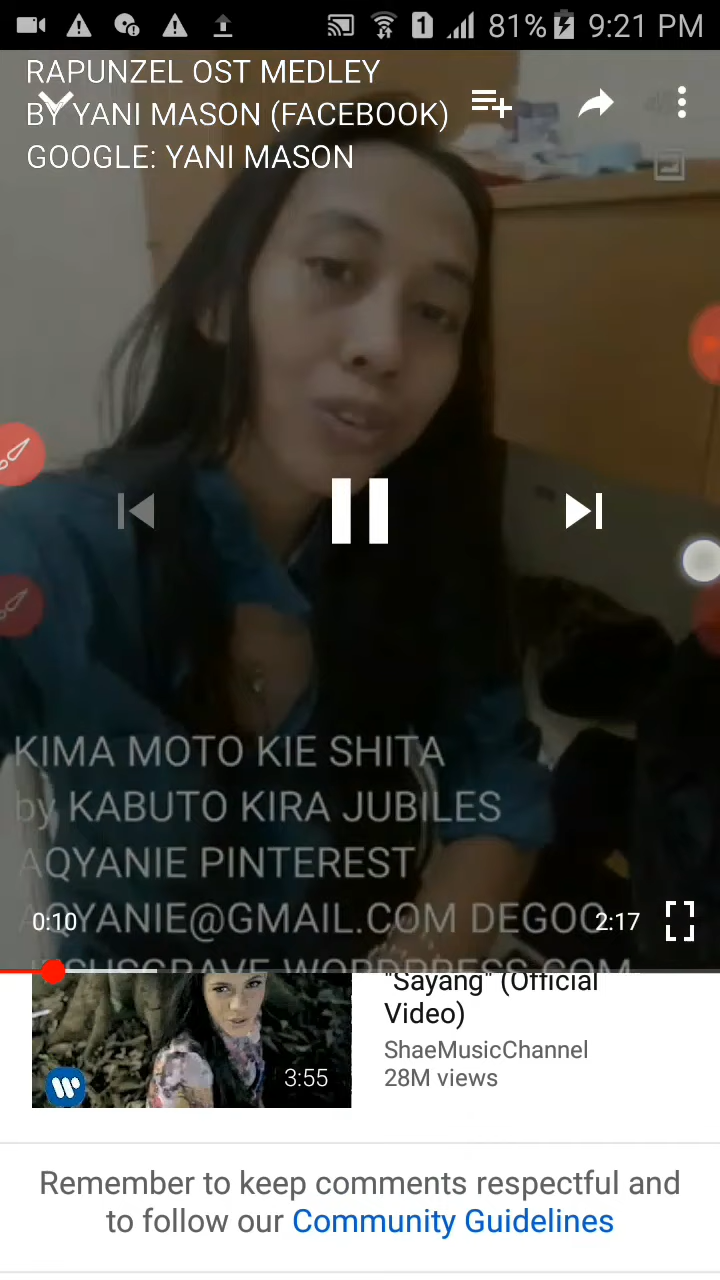 1 81% 9:21 PM
RAPUNZEL OST MEDLEY
BY YANI MASON (FACEBOOK)
GOOGLE: YANI MASON
KIMA MOTO KIE SHITA
by KABUTO KIRA JUBILES
AQYANIE PINTEREST
AQYANIE@GMAIL.COM DEGOO
0:10
2:17
"Sayang" (Official
Video)
ShaeMusicChannel
28M views
3:55
Remember to keep comments respectful and
to follow our Community Guidelines